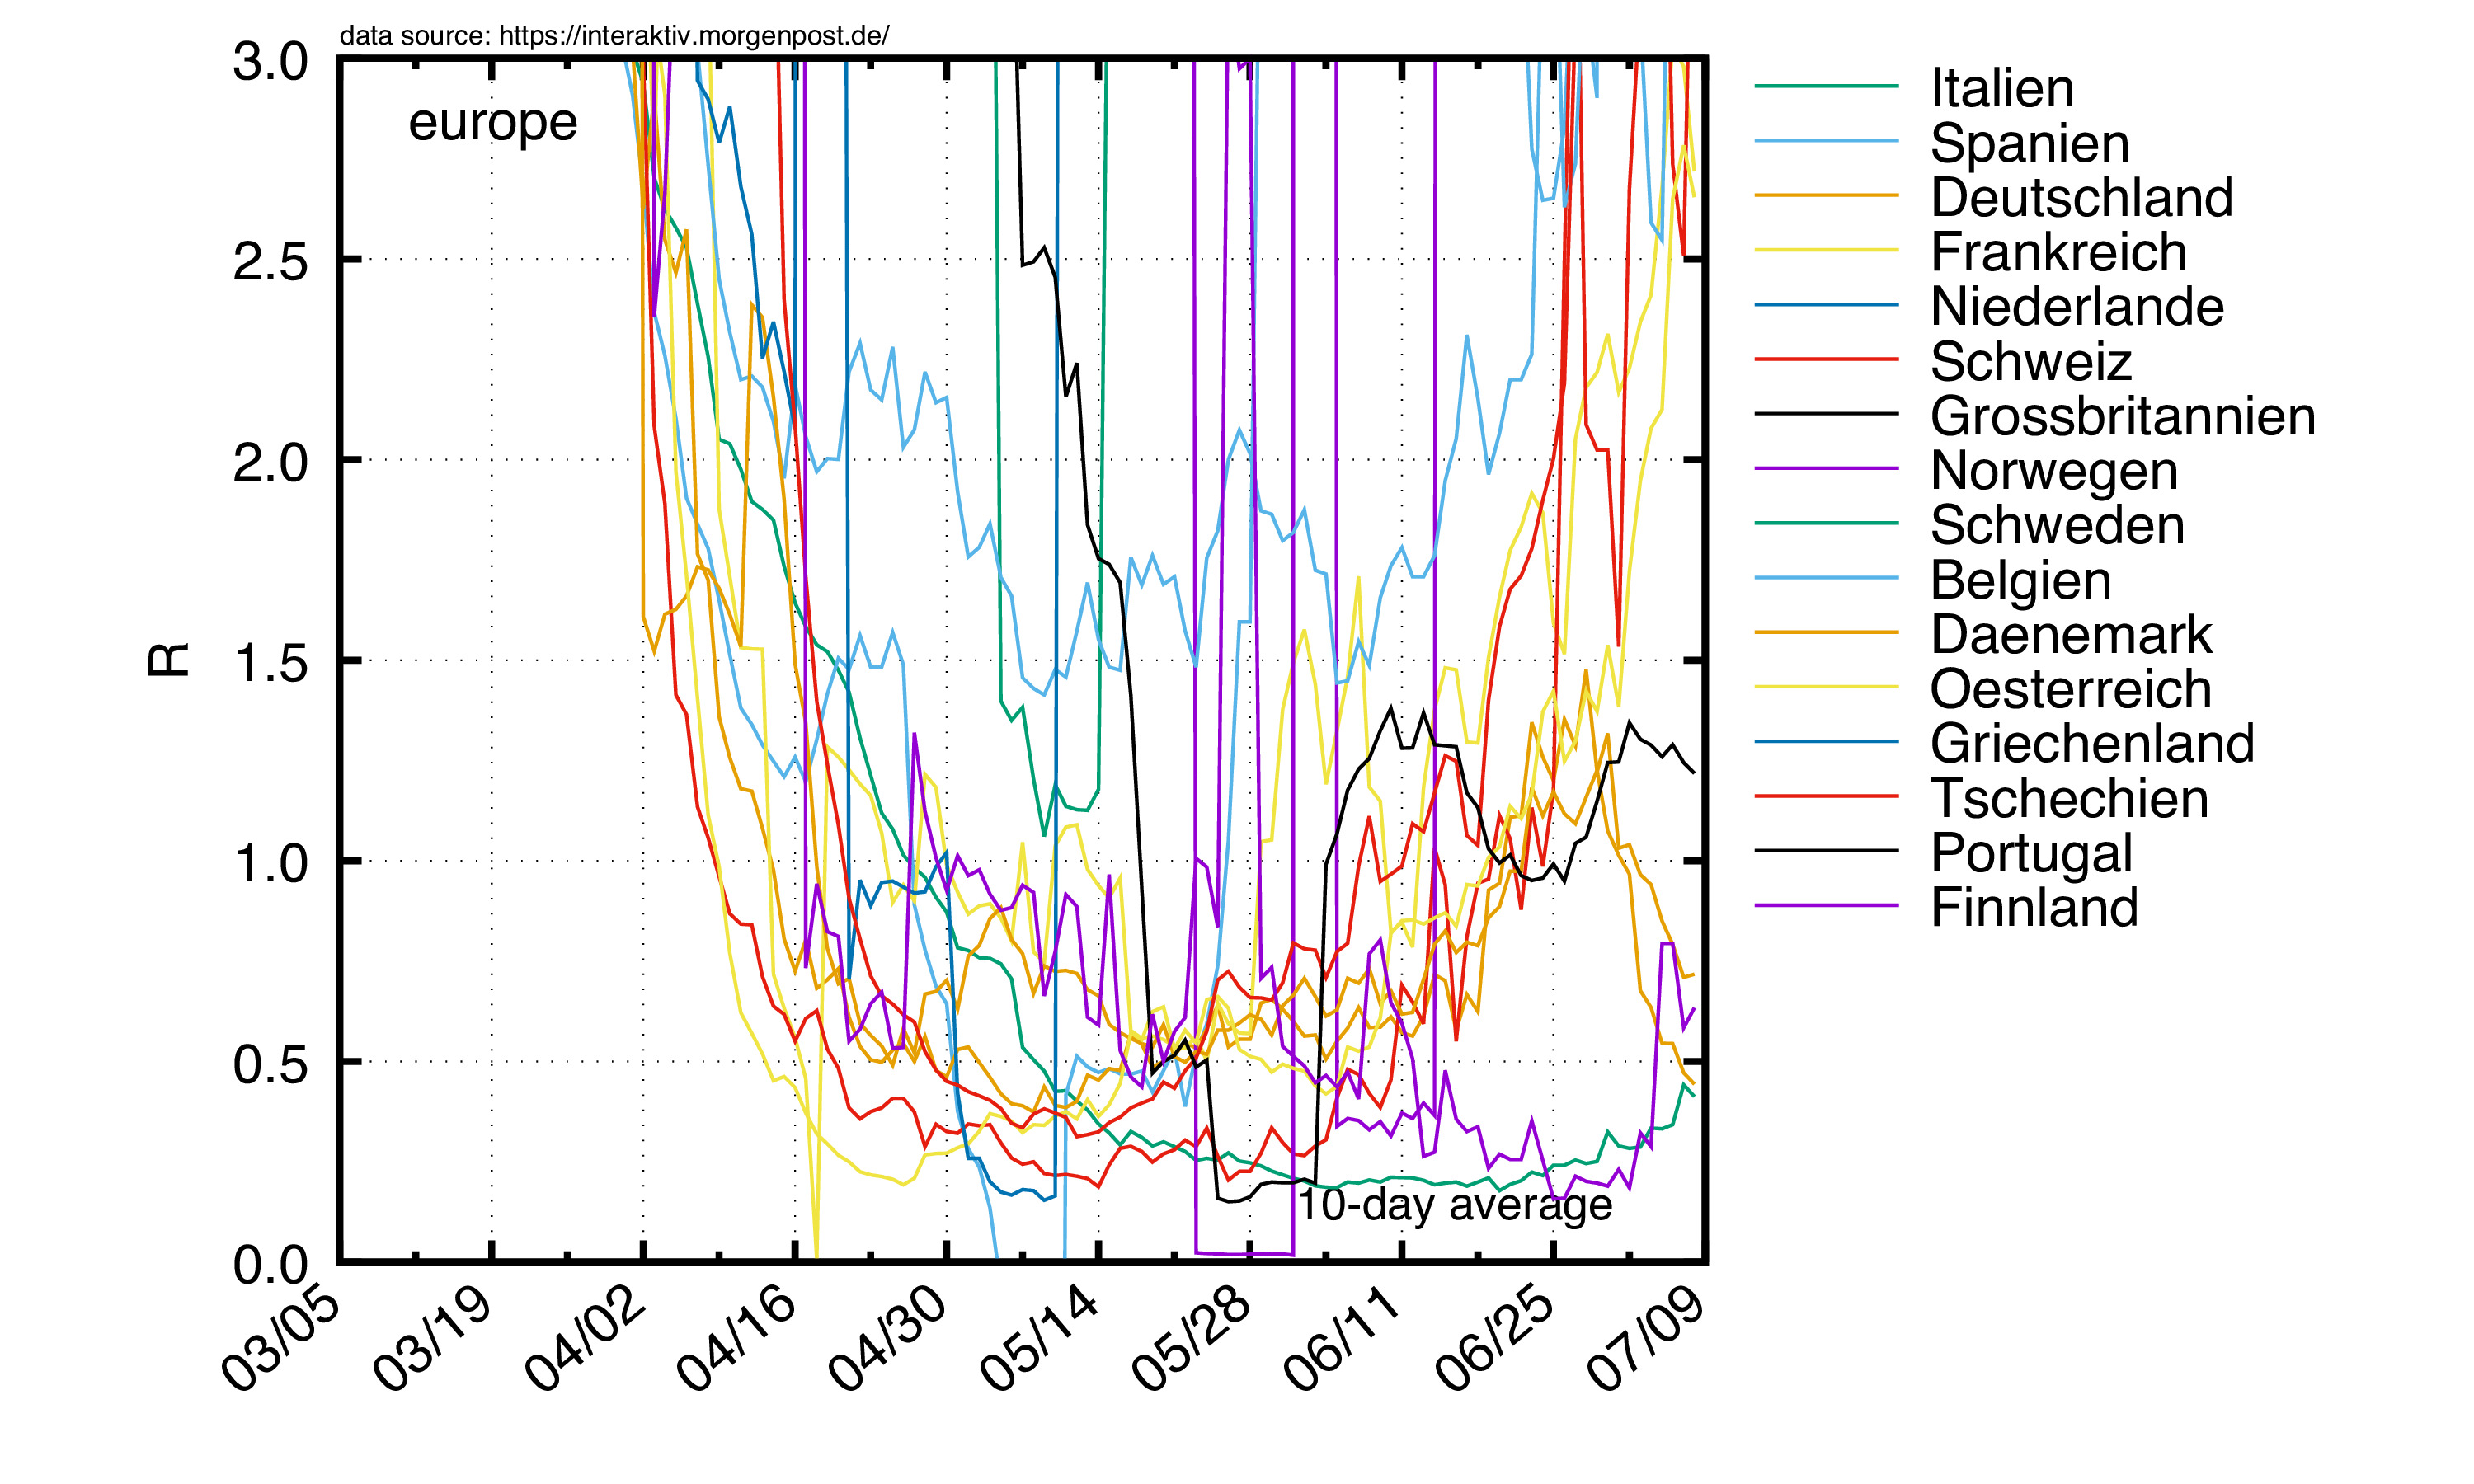 data source: https://interaktiv.morgenpost.de/
3.0
europe
2.5
2.0
1.5
R
1.0
0.5
0.0
10-day average
03/05
03/19
04/02
04/16
04/30
05/14
05/28
06/11
06/25
07/09
Italien
Spanien
Deutschland
Frankreich
Niederlande
Schweiz
Grossbritannien
Norwegen
Schweden
Belgien
Daenemark
Oesterreich
Griechenland
Tschechien
Portugal
Finnland